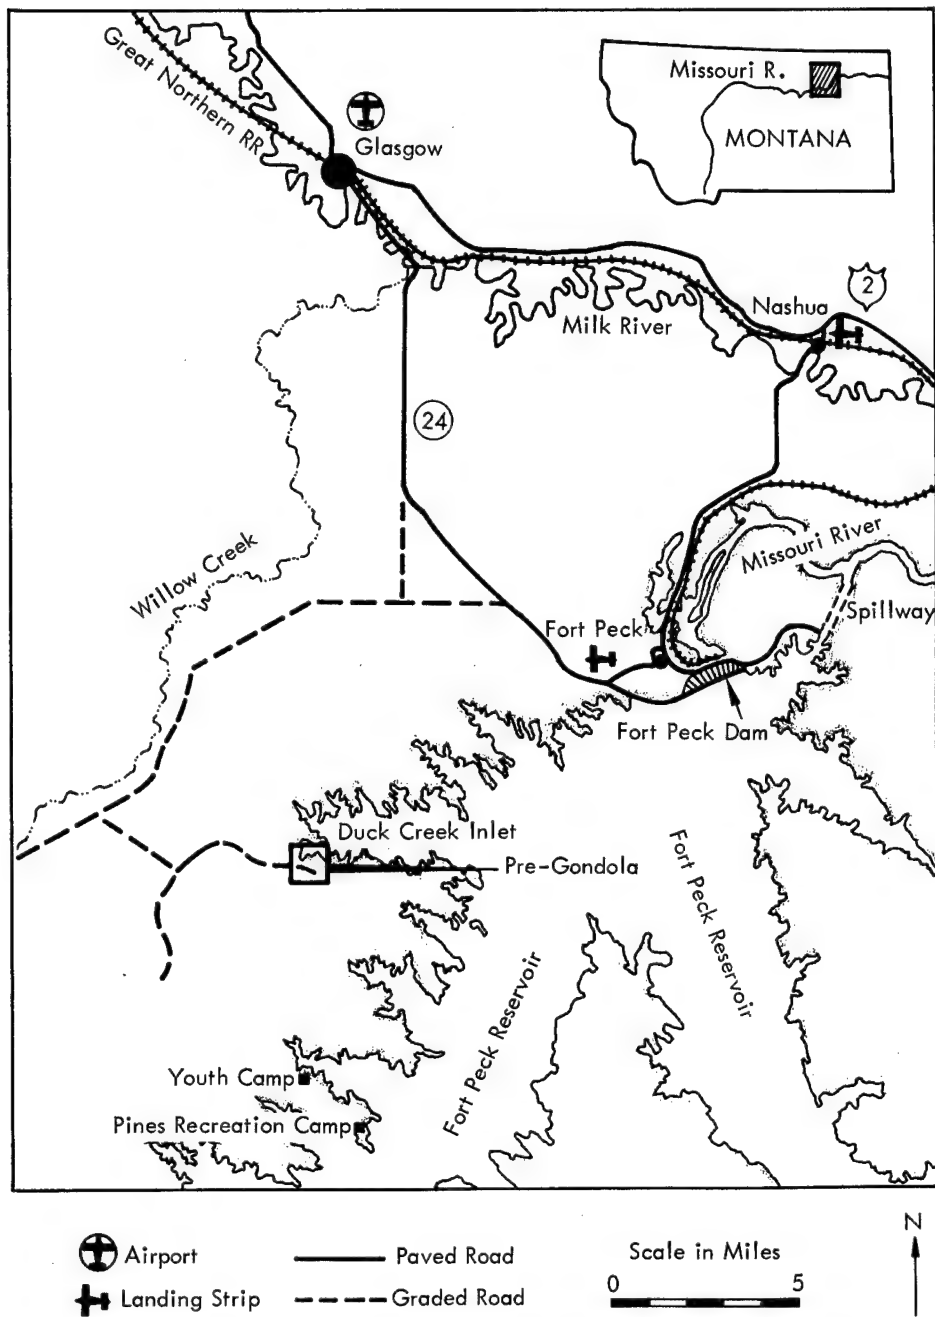 Great Northern RR
Glasgow
Missouri R.
MONTANA
2
Nashua
Milk River
24
Willow Creek
Missouri River
Spillway
Fort Peck
Fort Peck Dam
Duck Creek Inlet
Pre-Gondola
Fort Peck Reservoir
Fort Peck Reservoir
Youth Camp
Pines Recreation Camp
N
Airport
Paved Road
Scale in Miles
Landing Strip
Graded Road
0
5